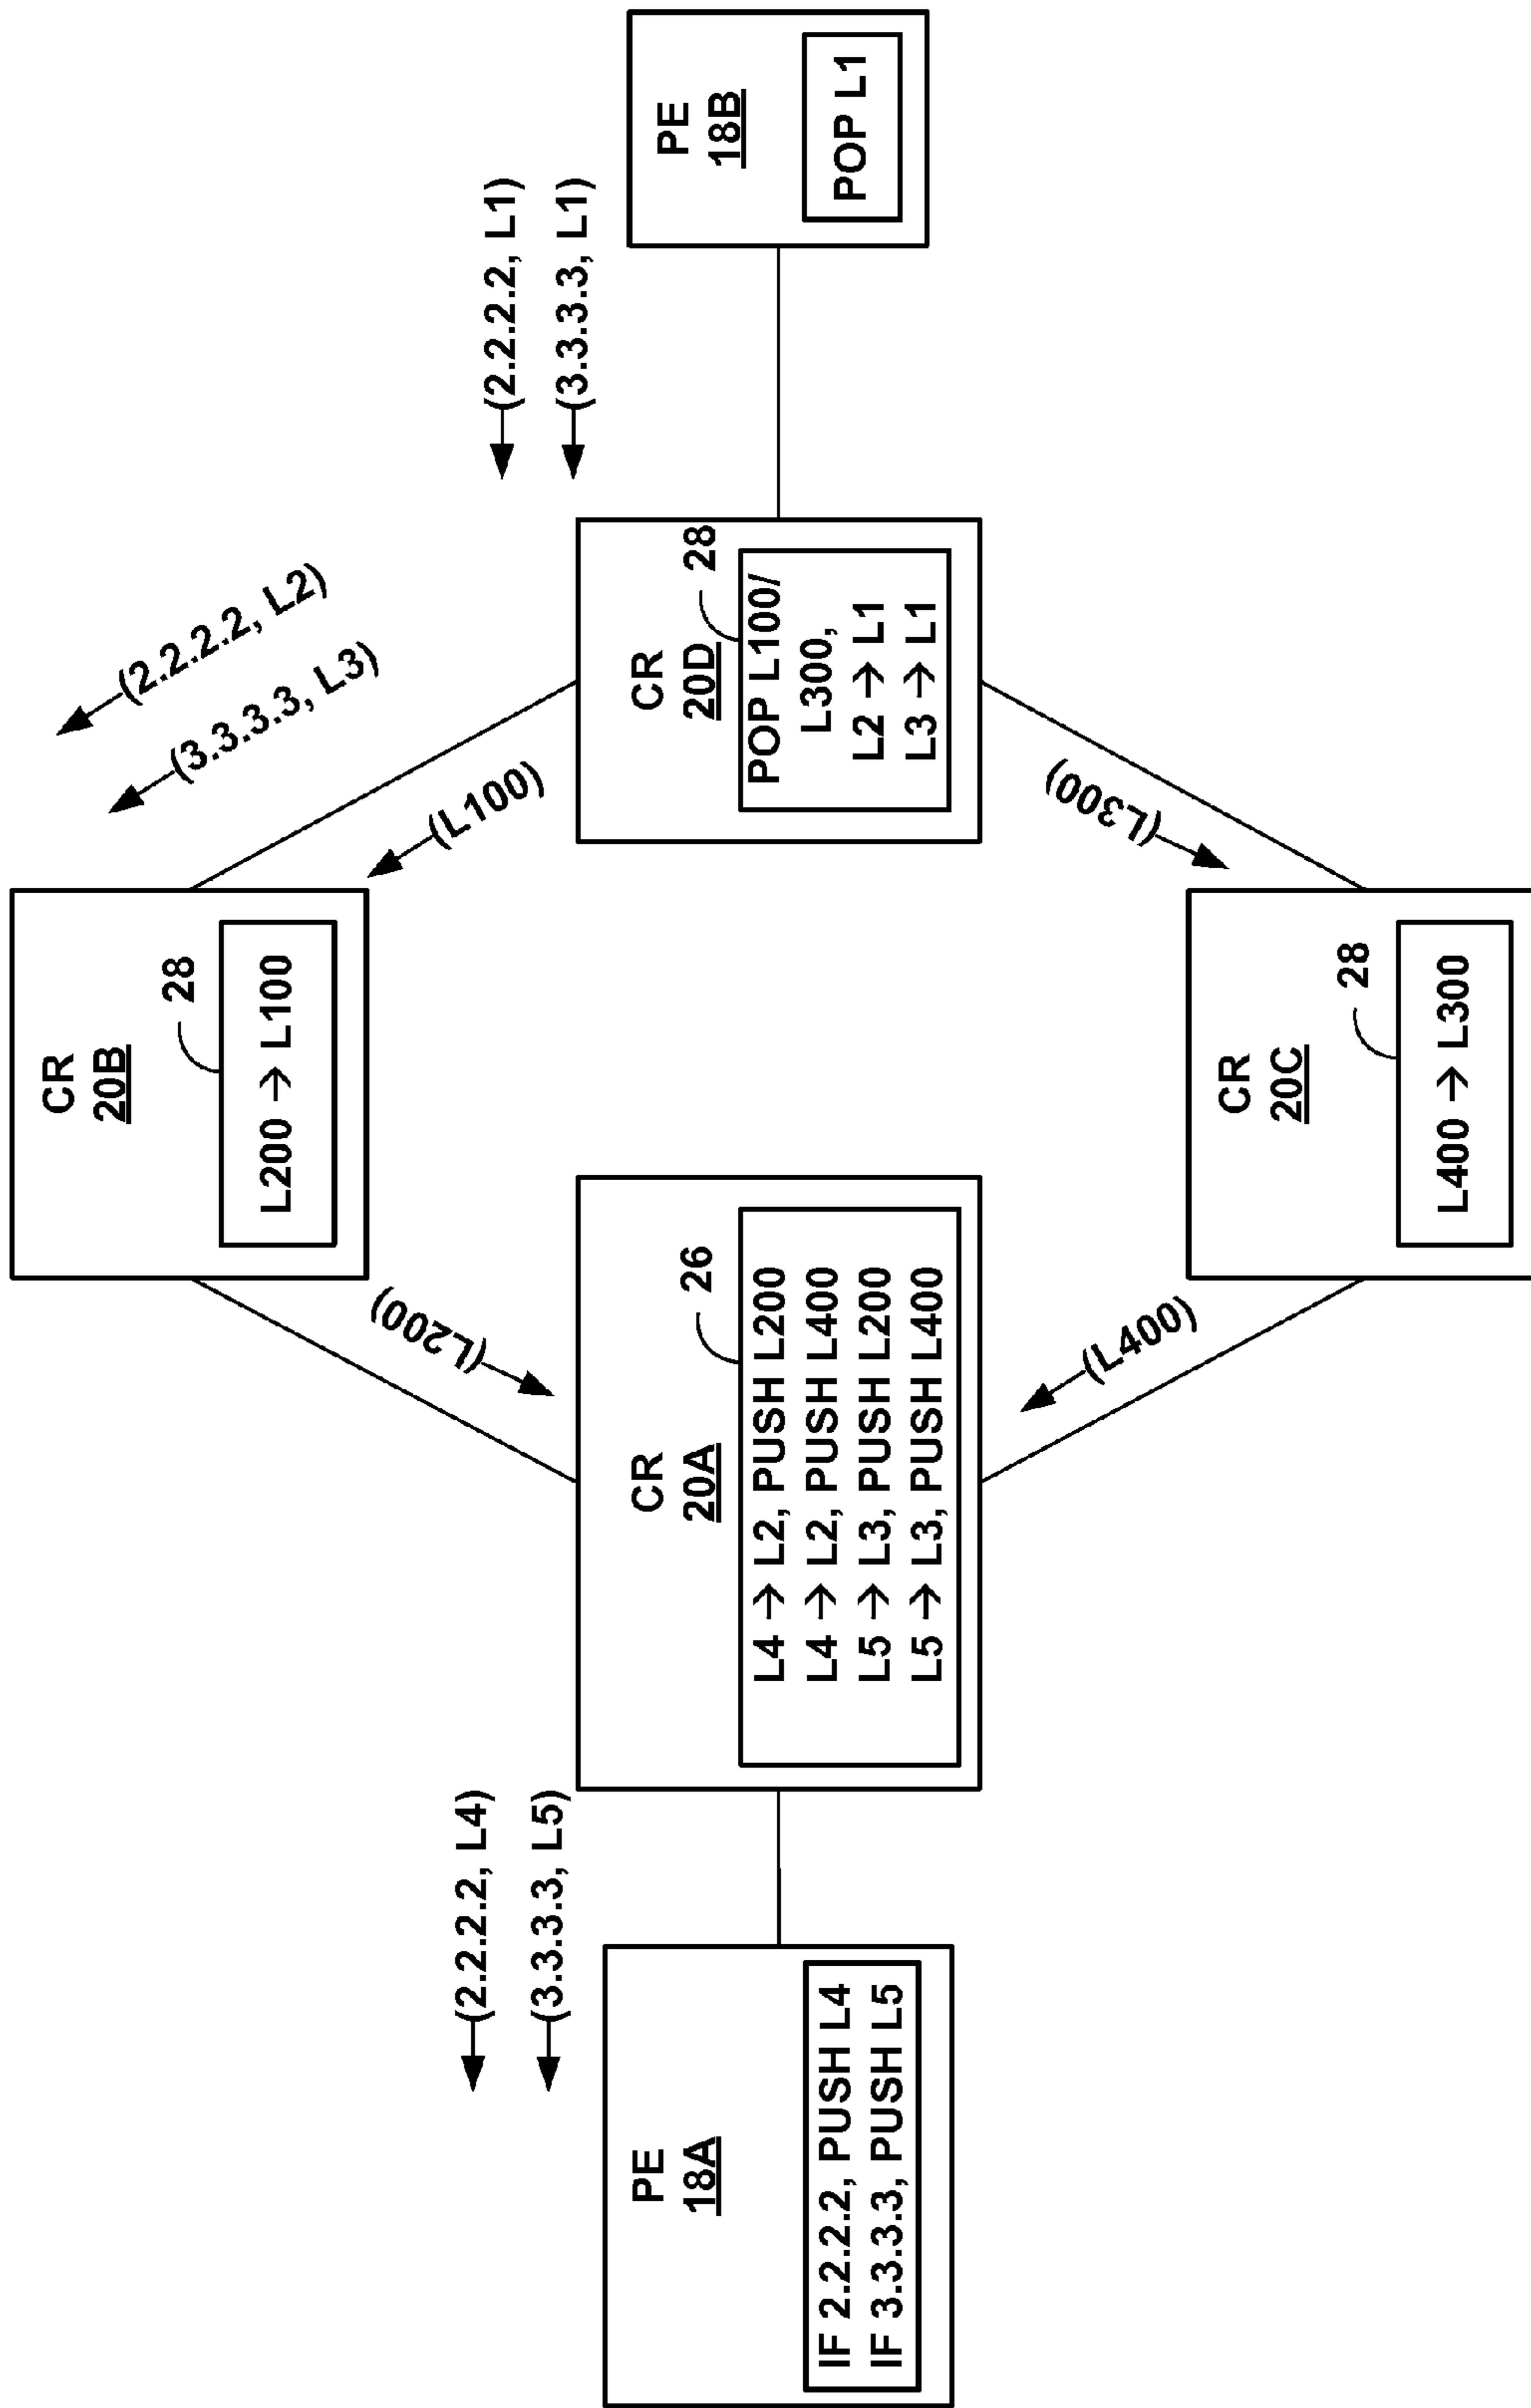 PE
18A
IF 2.2.2.2, PUSH L4
IF 3.3.3.3, PUSH L5
(2.2.2.2, L4)
(3.3.3.3, L5)
CR
20A
26
L4 → L2, PUSH L200
L4 → L2, PUSH L400
L5 → L3, PUSH L200
L5 → L3, PUSH L400
(L200)
(L400)
CR
20B
28
L200 → L100
CR
20C
28
L400 → L300
(2.2.2.2, L2)
(3.3.3.3, L3)
(L100)
(L300)
CR
20D
28
POP L100/
L300,
L2 → L1
L3 → L1
(2.2.2.2, L1)
(3.3.3.3, L1)
PE
18B
POP L1